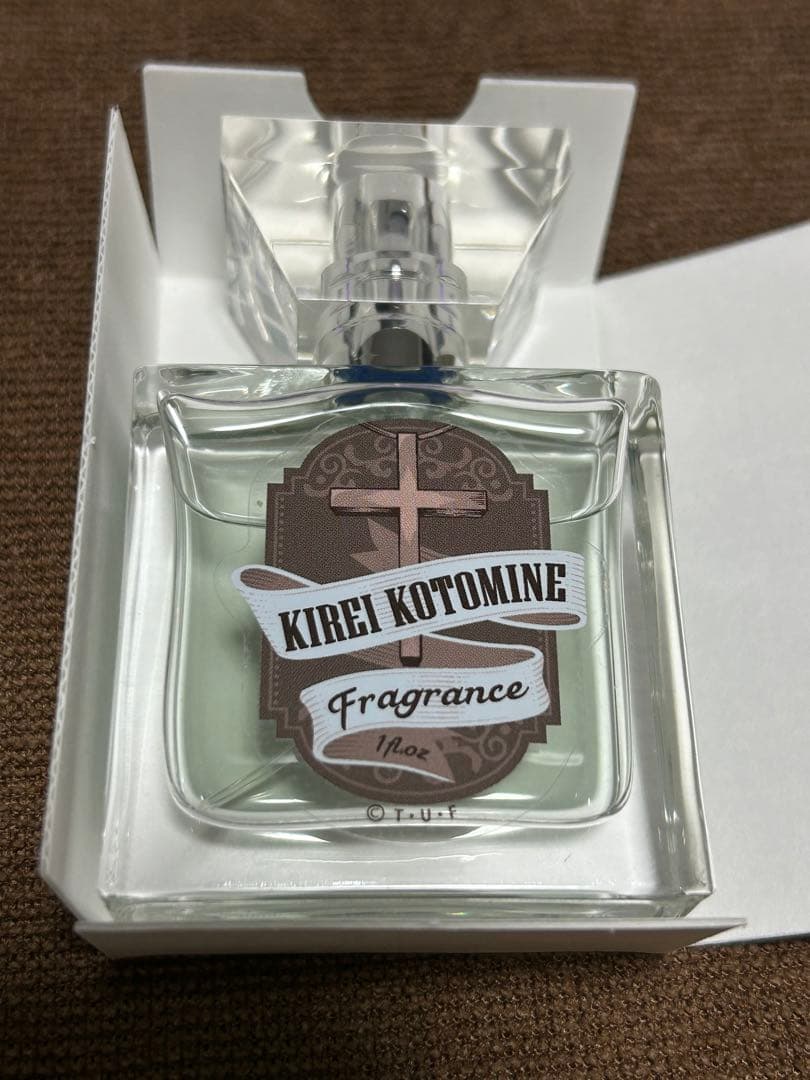 KIREI KOTOMINE
Fragrance
1fl.oz
© T・U・F